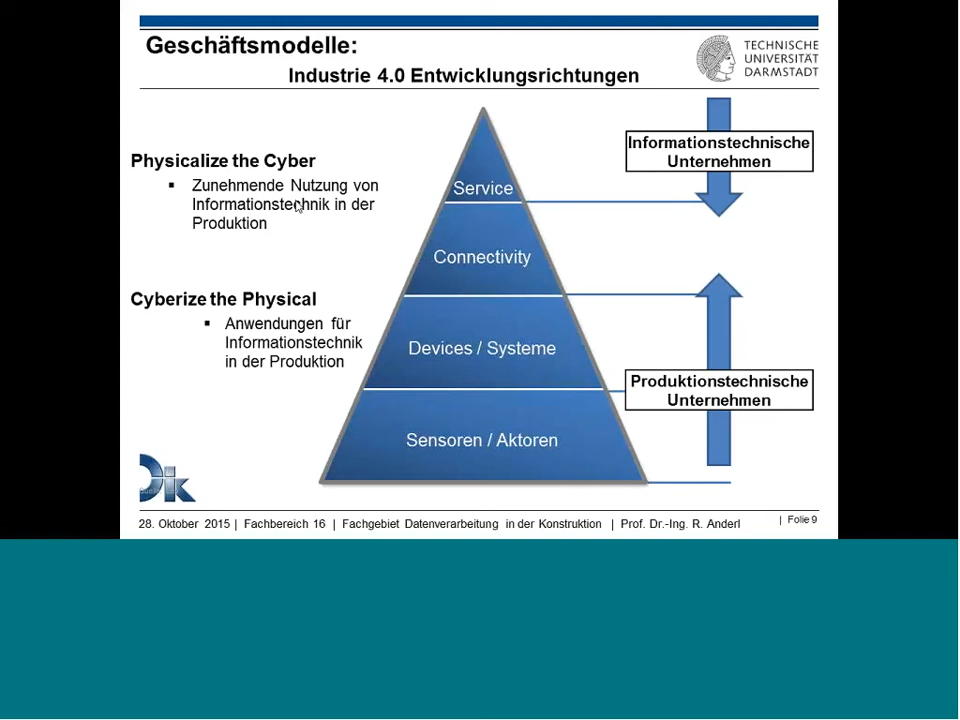 Geschäftsmodelle:
Industrie 4.0 Entwicklungsrichtungen
TECHNISCHE
UNIVERSITÄT
DARMSTADT
Physicalize the Cyber
▪ Zunehmende Nutzung von
Informationstechnik in der
Produktion
Cyberize the Physical
▪ Anwendungen für
Informationstechnik
in der Produktion
Service
Connectivity
Devices / Systeme
Sensoren / Aktoren
Informationstechnische
Unternehmen
Produktionstechnische
Unternehmen
Dik
28. Oktober 2015 | Fachbereich 16 | Fachgebiet Datenverarbeitung in der Konstruktion | Prof. Dr.-Ing. R. Anderl
| Folie 9